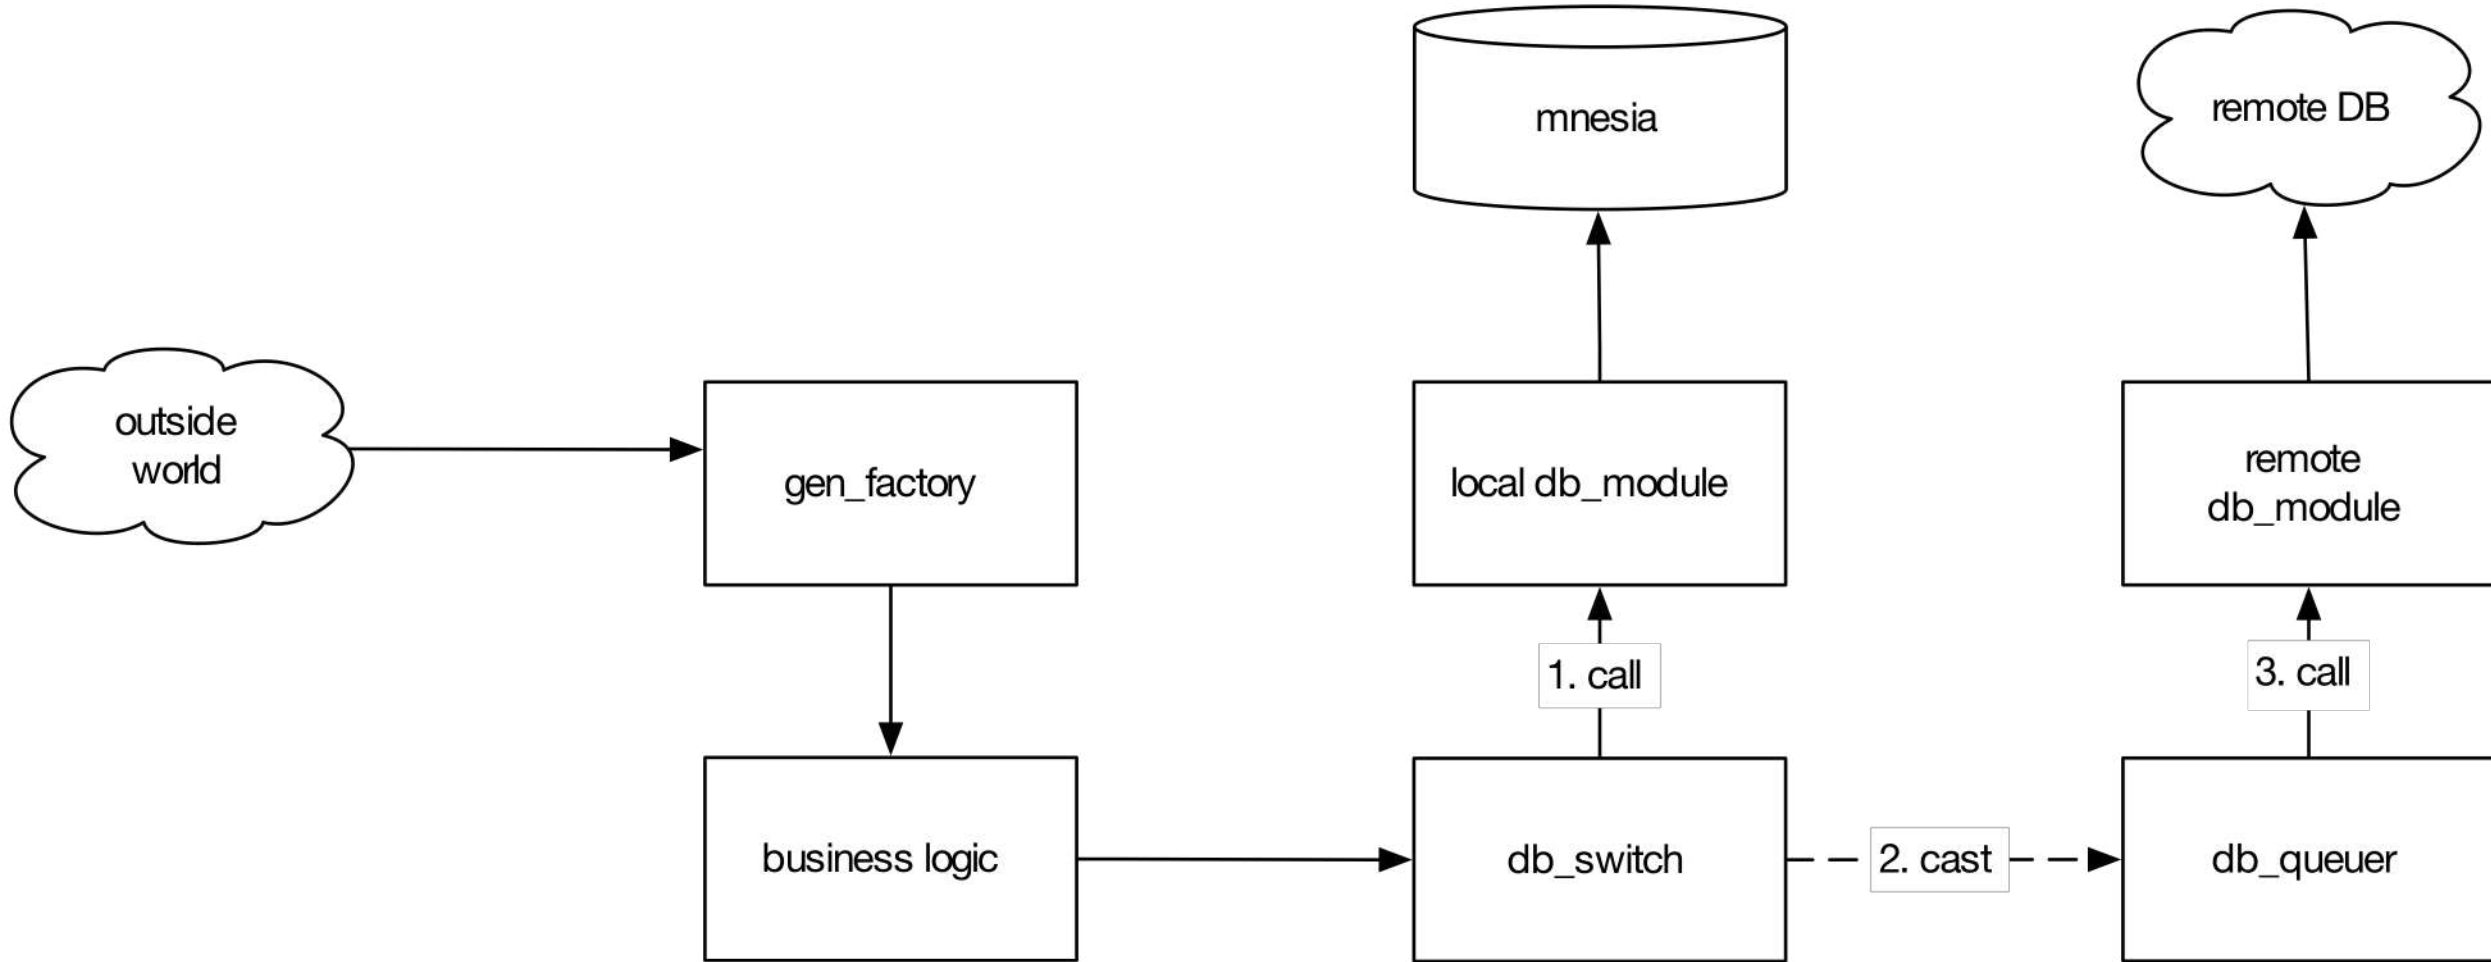 mnesia
remote DB
outside
world
gen_factory
local db_module
remote
db_module
1. call
3. call
business logic
db_switch
2. cast
db_queuer